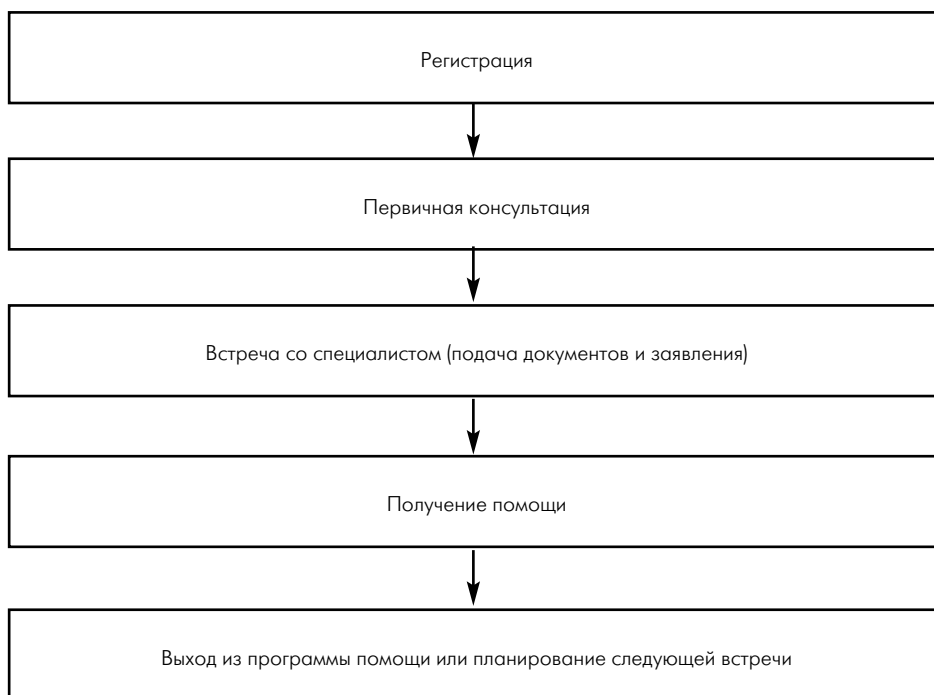 Регистрация
Первичная консультация
Встреча со специалистом (подача документов и заявления)
Получение помощи
Выход из программы помощи или планирование следующей встречи